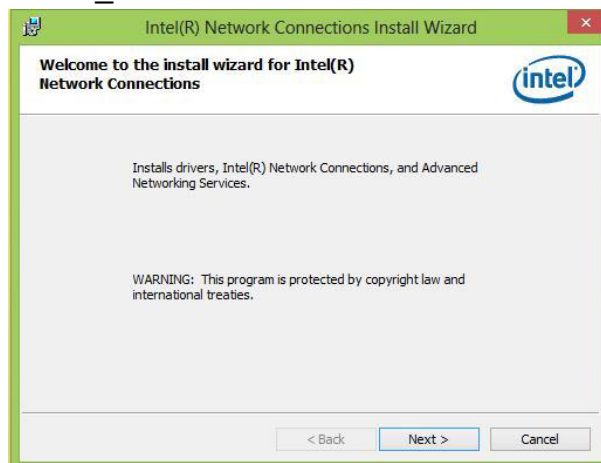 Intel(R) Network Connections Install Wizard
Welcome to the install wizard for Intel(R)
Network Connections
intel
Installs drivers, Intel(R) Network Connections, and Advanced
Networking Services.
WARNING: This program is protected by copyright law and
international treaties.
< Back
Next >
Cancel